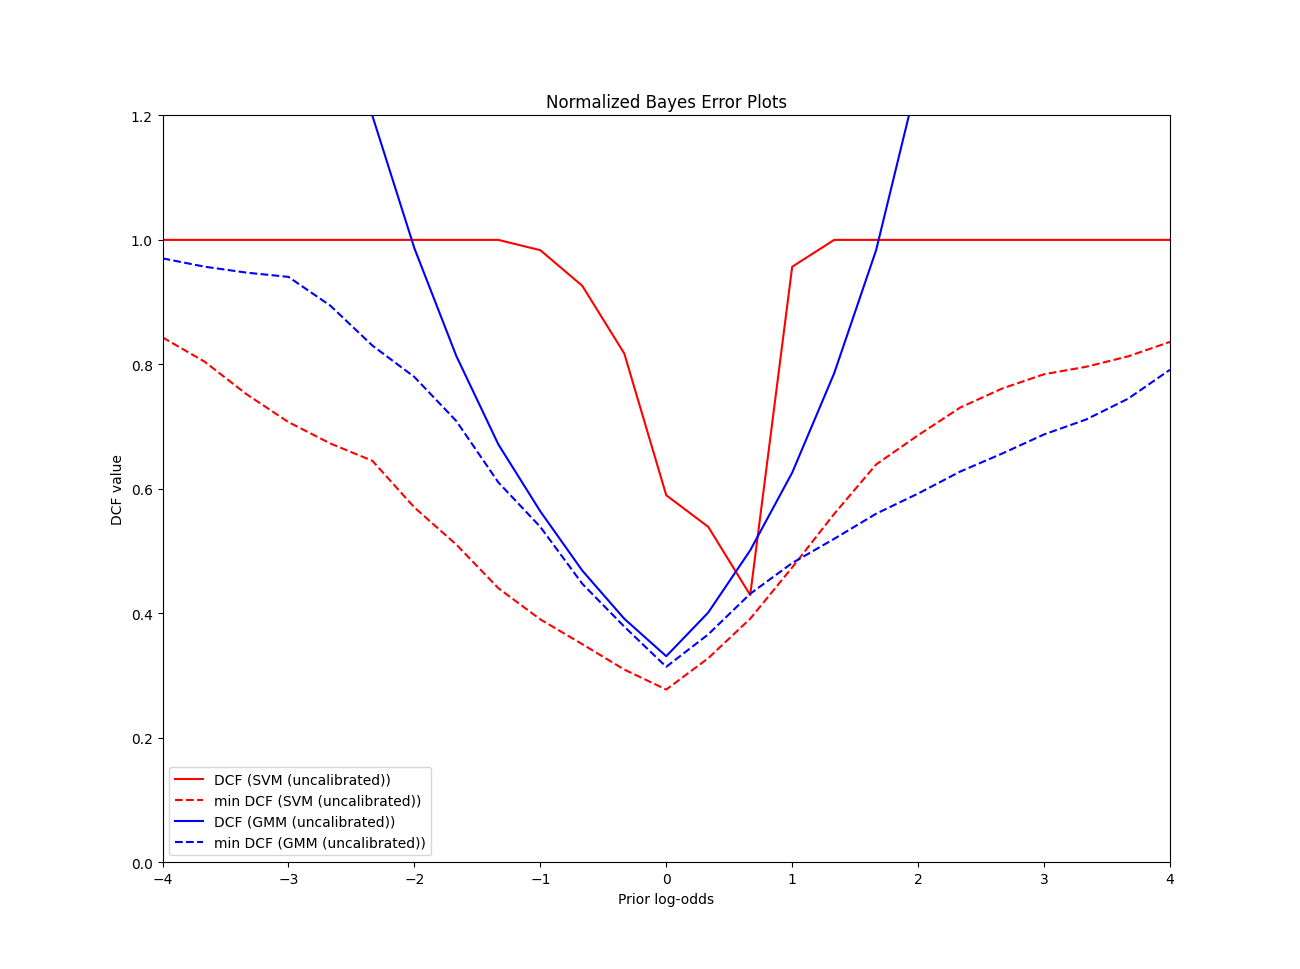 Normalized Bayes Error Plots
1.2
1.0
0.8
0.6
0.4
0.2
0.0
DCF value
DCF (SVM (uncalibrated))
min DCF (SVM (uncalibrated))
DCF (GMM (uncalibrated))
min DCF (GMM (uncalibrated))
−4 −3 −2 −1 0 1 2 3 4
Prior log-odds